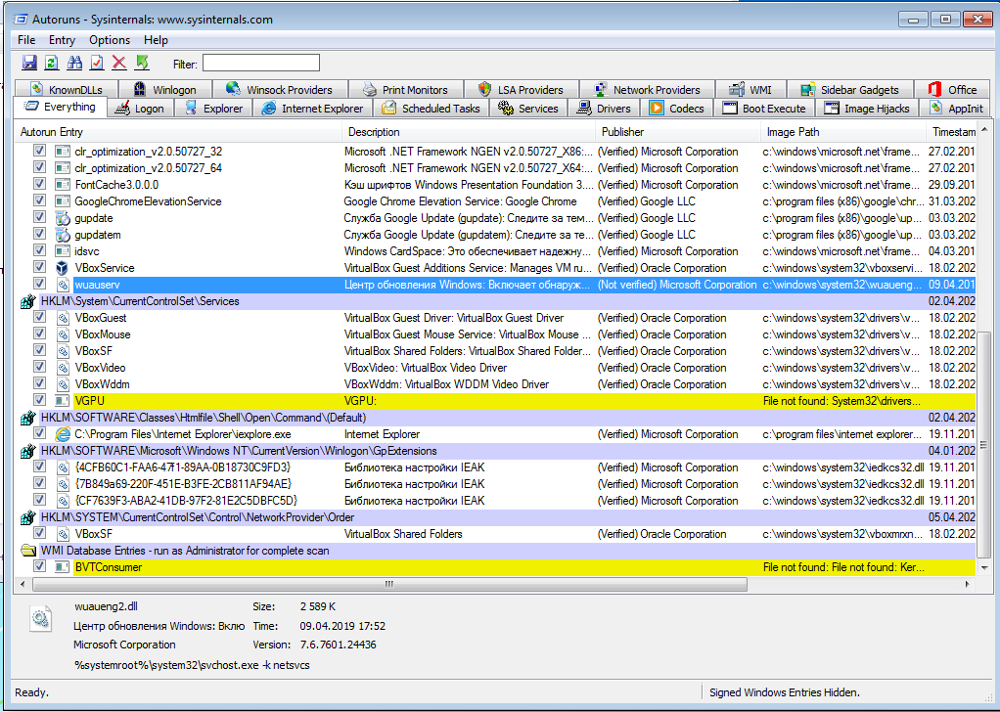 Autoruns - Sysinternals: www.sysinternals.com
File Entry Options Help
Filter:
KnownDLLs Winlogon Winsock Providers Print Monitors LSA Providers Network Providers WMI Sidebar Gadgets Office
Everything Logon Explorer Internet Explorer Scheduled Tasks Services Drivers Codecs Boot Execute Image Hijacks AppInit
Autorun Entry Description Publisher Image Path Timestam
clr_optimization_v2.0.50727_32 Microsoft .NET Framework NGEN v2.0.50727_X86:... (Verified) Microsoft Corporation c:\windows\microsoft.net\frame... 27.02.201
clr_optimization_v2.0.50727_64 Microsoft .NET Framework NGEN v2.0.50727_X64:... (Verified) Microsoft Corporation c:\windows\microsoft.net\frame... 27.02.201
FontCache3.0.0.0 Кэш шрифтов Windows Presentation Foundation 3.... (Verified) Microsoft Corporation c:\windows\microsoft.net\frame... 29.09.201
GoogleChromeElevationService Google Chrome Elevation Service: Google Chrome (Verified) Google LLC c:\program files (x86)\google\chr... 31.03.202
gupdate Служба Google Update (gupdate): Следите за тем... (Verified) Google LLC c:\program files (x86)\google\up... 03.03.202
gupdatem Служба Google Update (gupdatem): Следите за те... (Verified) Google LLC c:\program files (x86)\google\up... 03.03.202
idsvc Windows CardSpace: Это обеспечивает надежну... (Verified) Microsoft Corporation c:\windows\microsoft.net\frame... 04.03.201
VBoxService VirtualBox Guest Additions Service: Manages VM ru... (Verified) Oracle Corporation c:\windows\system32\vboxservi... 18.02.202
wuauserv Центр обновления Windows: Включает обнаруж... (Not verified) Microsoft Corporation c:\windows\system32\wuaueng... 09.04.201
HKLM\System\CurrentControlSet\Services 02.04.202
VBoxGuest VirtualBox Guest Driver: VirtualBox Guest Driver (Verified) Oracle Corporation c:\windows\system32\drivers\v... 18.02.202
VBoxMouse VirtualBox Guest Mouse Service: VirtualBox Mouse ... (Verified) Oracle Corporation c:\windows\system32\drivers\v... 18.02.202
VBoxSF VirtualBox Shared Folders: VirtualBox Shared Folder... (Verified) Oracle Corporation c:\windows\system32\drivers\v... 18.02.202
VBoxVideo VBoxVideo: VirtualBox Video Driver (Verified) Oracle Corporation c:\windows\system32\drivers\v... 18.02.202
VBoxWddm VBoxWddm: VirtualBox WDDM Video Driver (Verified) Oracle Corporation c:\windows\system32\drivers\v... 18.02.202
VGPU VGPU: File not found: System32\drivers...
HKLM\SOFTWARE\Classes\Htmlfile\Shell\Open\Command\(Default) 02.04.202
C:\Program Files\Internet Explorer\iexplore.exe Internet Explorer (Verified) Microsoft Corporation c:\program files\internet explorer... 19.11.201
HKLM\SOFTWARE\Microsoft\Windows NT\CurrentVersion\Winlogon\GpExtensions 04.01.202
{4CFB60C1-FAA6-47f1-89AA-0B18730C9FD3} Библиотека настройки IEAK (Verified) Microsoft Corporation c:\windows\system32\iedkcs32.dll 19.11.201
{7B849a69-220F-451E-B3FE-2CB811AF94AE} Библиотека настройки IEAK (Verified) Microsoft Corporation c:\windows\system32\iedkcs32.dll 19.11.201
{CF7639F3-ABA2-41DB-97F2-81E2C5DBFC5D} Библиотека настройки IEAK (Verified) Microsoft Corporation c:\windows\system32\iedkcs32.dll 19.11.201
HKLM\SYSTEM\CurrentControlSet\Control\NetworkProvider\Order 05.04.202
VBoxSF VirtualBox Shared Folders (Verified) Oracle Corporation c:\windows\system32\vboxmrxn... 18.02.202
WMI Database Entries - run as Administrator for complete scan
BVTConsumer File not found: File not found: Ker...
wuaueng2.dll Size: 2 589 K
Центр обновления Windows: Вклю Time: 09.04.2019 17:52
Microsoft Corporation Version: 7.6.7601.24436
%systemroot%\system32\svchost.exe -k netsvcs
Ready. Signed Windows Entries Hidden.